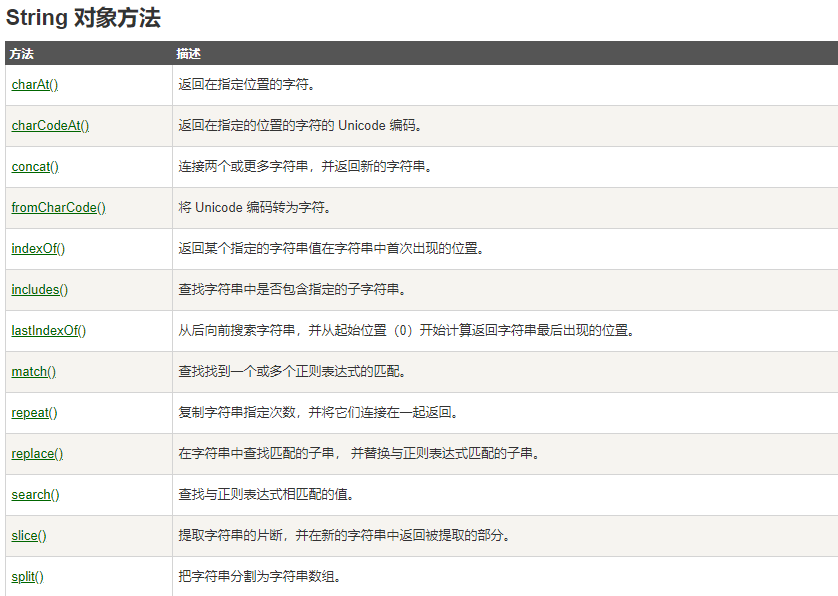 String 对象方法
方法 描述
charAt() 返回在指定位置的字符。
charCodeAt() 返回在指定的位置的字符的 Unicode 编码。
concat() 连接两个或更多字符串，并返回新的字符串。
fromCharCode() 将 Unicode 编码转为字符。
indexOf() 返回某个指定的字符串值在字符串中首次出现的位置。
includes() 查找字符串中是否包含指定的子字符串。
lastIndexOf() 从后向前搜索字符串，并从起始位置（0）开始计算返回字符串最后出现的位置。
match() 查找找到一个或多个正则表达式的匹配。
repeat() 复制字符串指定次数，并将它们连接在一起返回。
replace() 在字符串中查找匹配的子串， 并替换与正则表达式匹配的子串。
search() 查找与正则表达式相匹配的值。
slice() 提取字符串的片断，并在新的字符串中返回被提取的部分。
split() 把字符串分割为字符串数组。